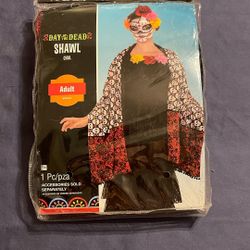 DAY OF THE DEAD
SHAWL
CHAL
Adult
1 Pc/pza
ACCESSORIES SOLD
SEPARATELY